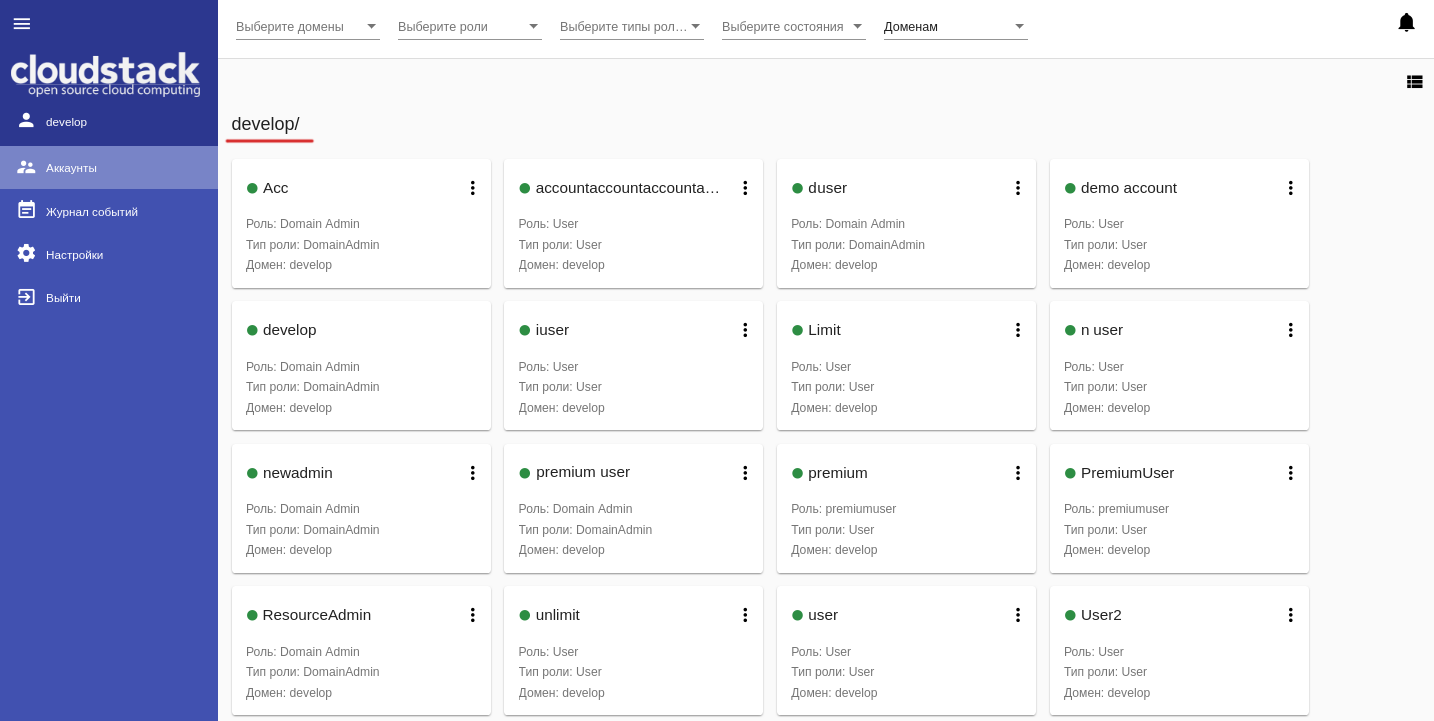 Выберите домены
Выберите роли
Выберите типы рол…
Выберите состояния
Доменам
cloudstack
open source cloud computing
develop
Аккаунты
Журнал событий
Настройки
Выйти
develop/
Acc
Роль: Domain Admin
Тип роли: DomainAdmin
Домен: develop
accountaccountaccounta…
Роль: User
Тип роли: User
Домен: develop
duser
Роль: Domain Admin
Тип роли: DomainAdmin
Домен: develop
demo account
Роль: User
Тип роли: User
Домен: develop
develop
Роль: Domain Admin
Тип роли: DomainAdmin
Домен: develop
iuser
Роль: User
Тип роли: User
Домен: develop
Limit
Роль: User
Тип роли: User
Домен: develop
n user
Роль: User
Тип роли: User
Домен: develop
newadmin
Роль: Domain Admin
Тип роли: DomainAdmin
Домен: develop
premium user
Роль: Domain Admin
Тип роли: DomainAdmin
Домен: develop
premium
Роль: premiumuser
Тип роли: User
Домен: develop
PremiumUser
Роль: premiumuser
Тип роли: User
Домен: develop
ResourceAdmin
Роль: Domain Admin
Тип роли: DomainAdmin
Домен: develop
unlimit
Роль: User
Тип роли: User
Домен: develop
user
Роль: User
Тип роли: User
Домен: develop
User2
Роль: User
Тип роли: User
Домен: develop